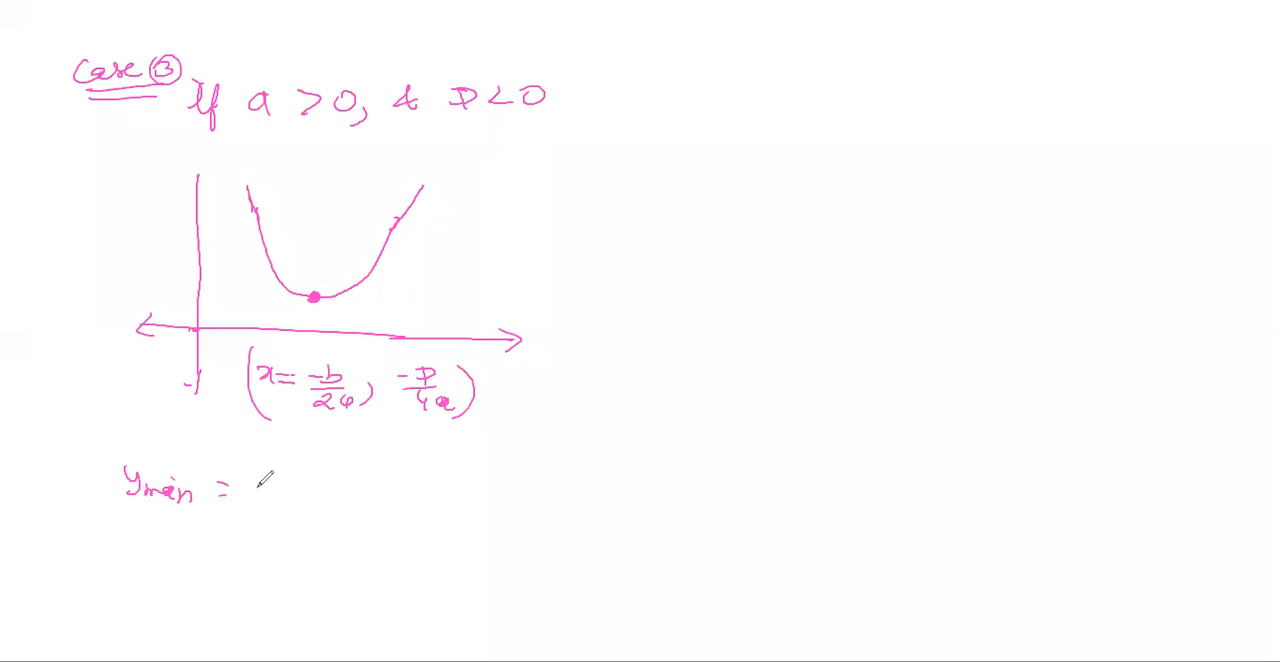 Case ③
If a > 0, & D < 0
(x = -b/2a, -D/4a)
ymin =